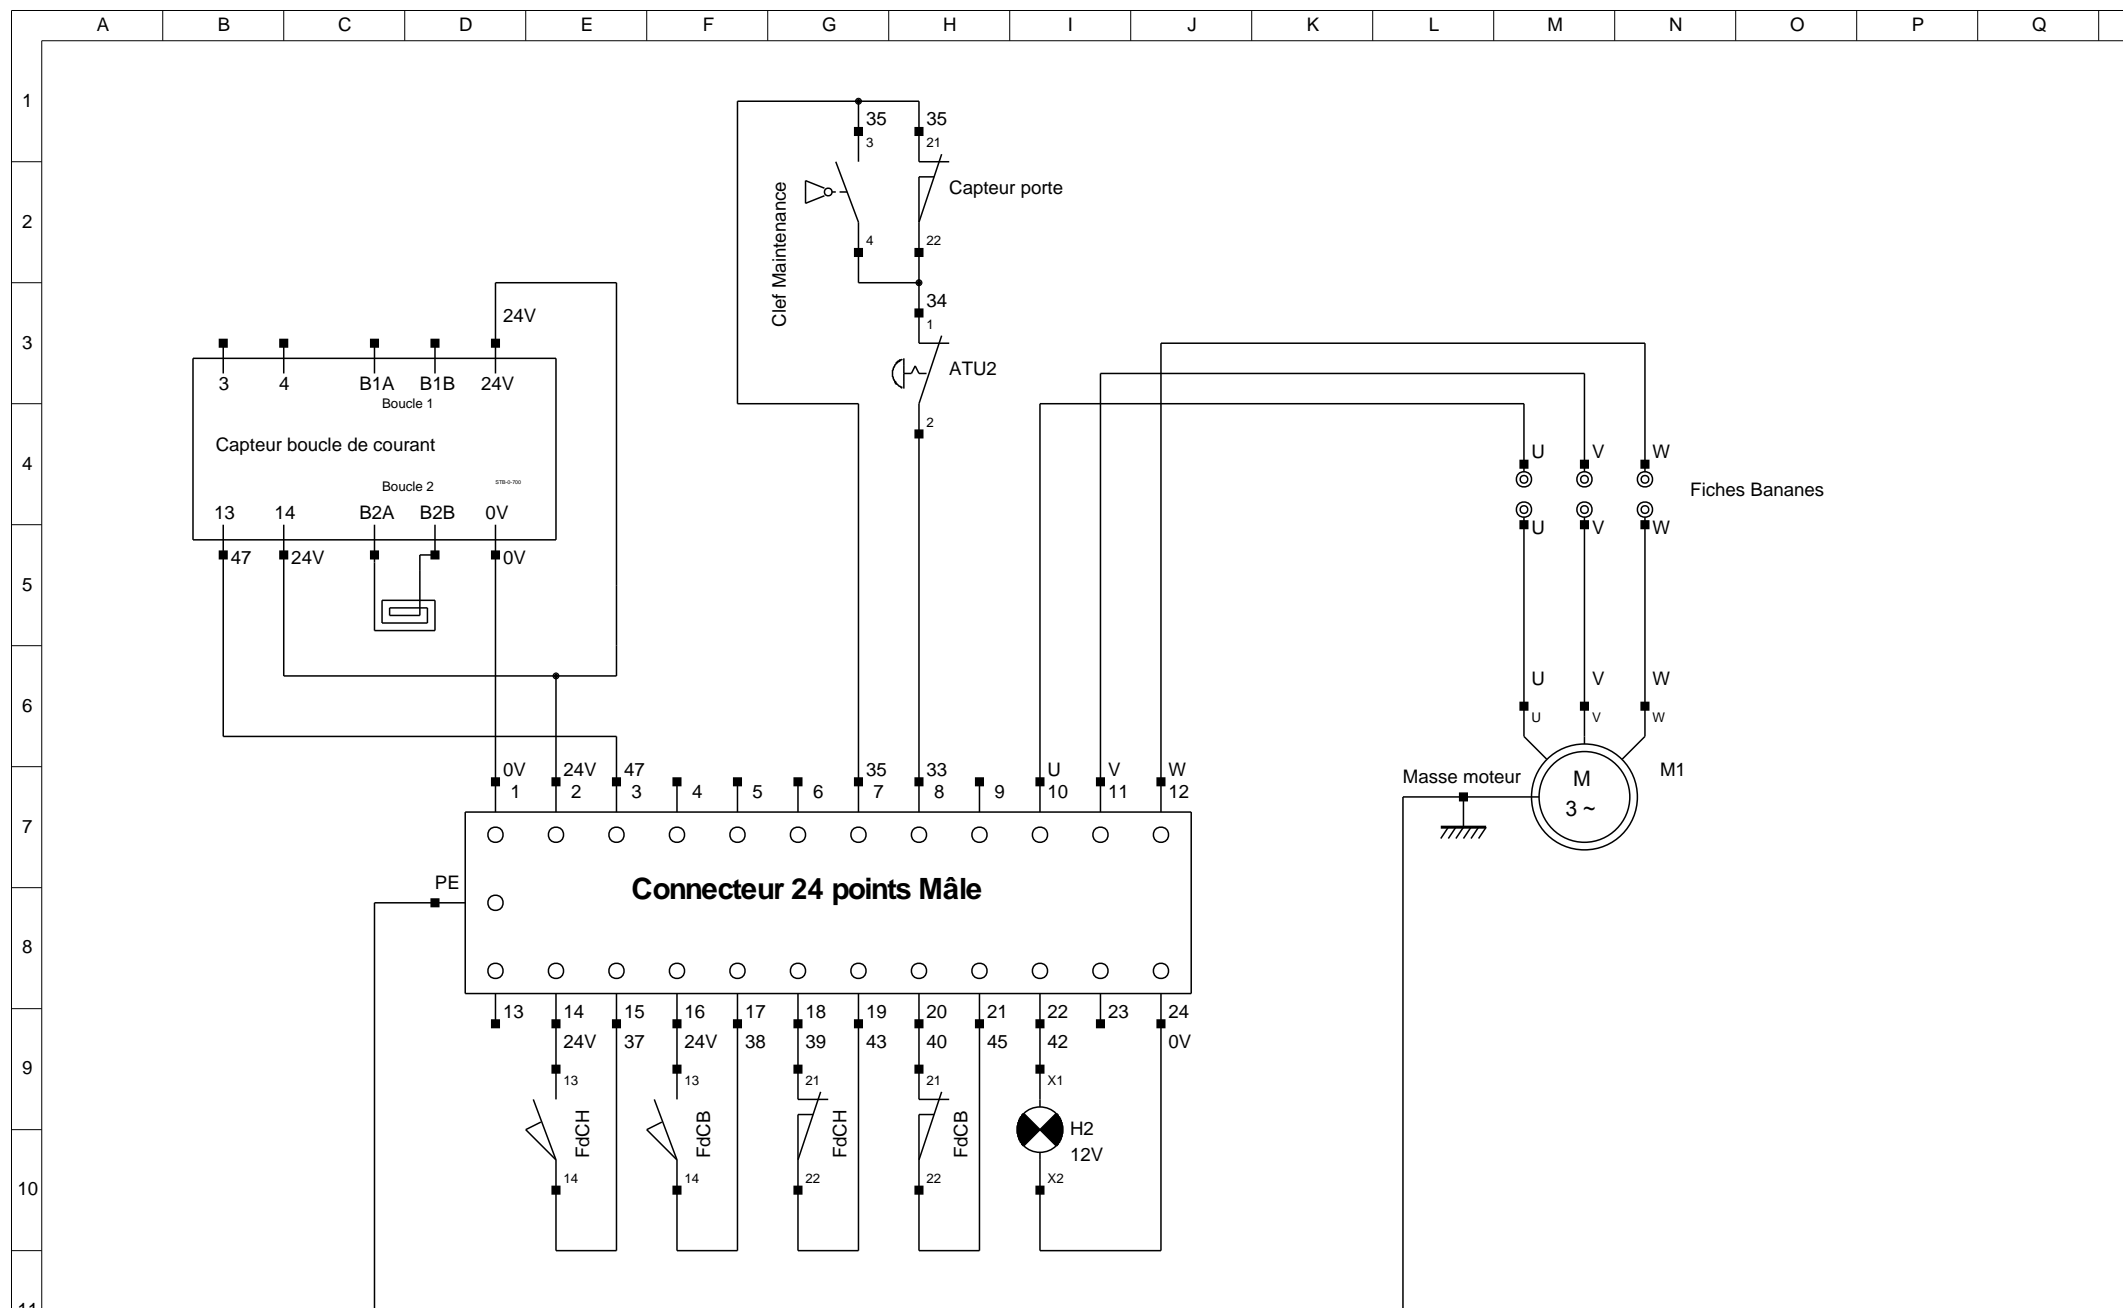 A B C D E F G H I J K L M N O P Q
1
35 35
3 21
Clef Maintenance
Capteur porte
2
4 22
34
1
24V
3
ATU2
3 4 B1A B1B 24V
Boucle 1
2
Capteur boucle de courant
U V W
4
Boucle 2
STB-0-700
Fiches Bananes
13 14 B2A B2B 0V
U V W
47 24V 0V
5
U V W
6
U V W
0V 24V 47 35 33 U V W
1 2 3 4 5 6 7 8 9 10 11 12
Masse moteur
M
3 ~
M1
7
PE
Connecteur 24 points Mâle
8
13 14 15 16 17 18 19 20 21 22 23 24
24V 37 24V 38 39 43 40 45 42 0V
9
13 13 21 21 X1
FdCH FdCB FdCH FdCB
H2
12V
14 14 22 22 X2
10
11